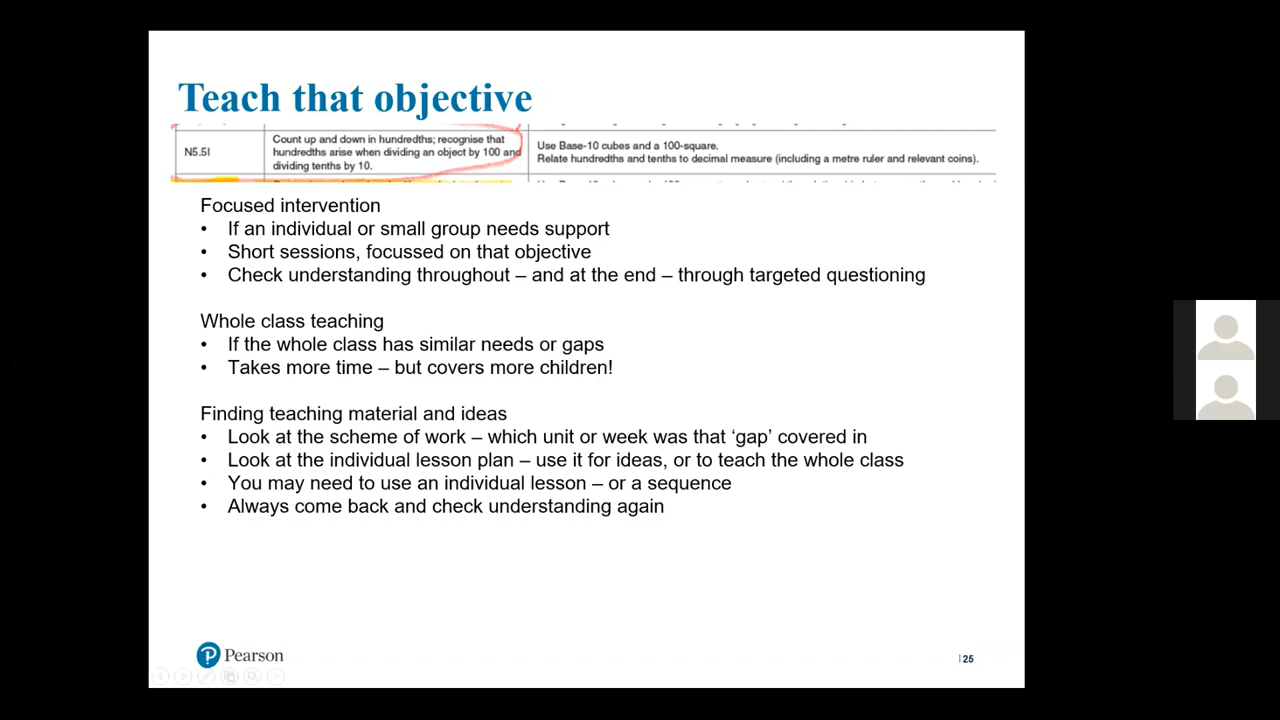 Teach that objective
N5.5I
Count up and down in hundredths; recognise that
hundredths arise when dividing an object by 100 and
dividing tenths by 10.
Use Base-10 cubes and a 100-square.
Relate hundredths and tenths to decimal measure (including a metre ruler and relevant coins).
Focused intervention
• If an individual or small group needs support
• Short sessions, focussed on that objective
• Check understanding throughout – and at the end – through targeted questioning
Whole class teaching
• If the whole class has similar needs or gaps
• Takes more time – but covers more children!
Finding teaching material and ideas
• Look at the scheme of work – which unit or week was that ‘gap’ covered in
• Look at the individual lesson plan – use it for ideas, or to teach the whole class
• You may need to use an individual lesson – or a sequence
• Always come back and check understanding again
Pearson
| 25